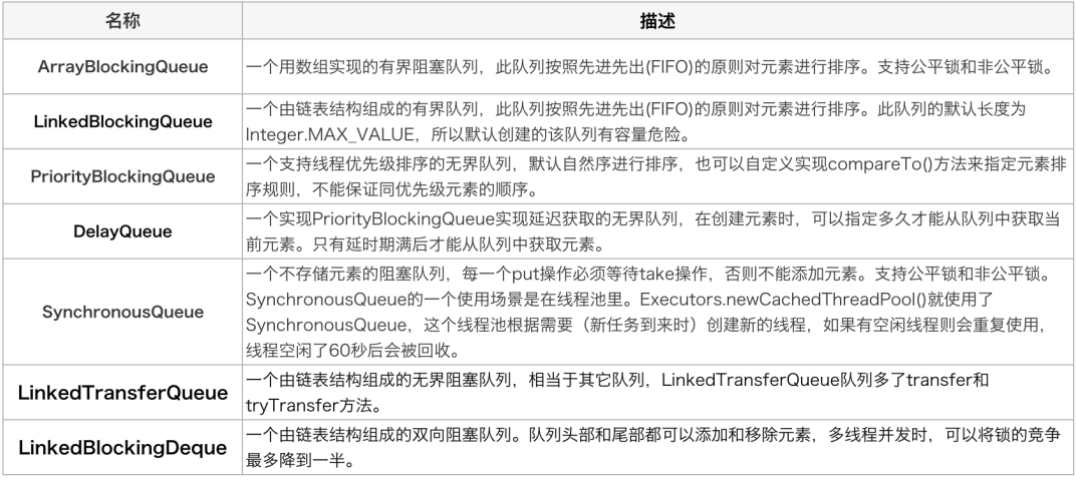 名称 描述
ArrayBlockingQueue 一个用数组实现的有界阻塞队列，此队列按照先进先出(FIFO)的原则对元素进行排序。支持公平锁和非公平锁。
LinkedBlockingQueue 一个由链表结构组成的有界队列，此队列按照先进先出(FIFO)的原则对元素进行排序。此队列的默认长度为
Integer.MAX_VALUE，所以默认创建的该队列有容量危险。
PriorityBlockingQueue 一个支持线程优先级排序的无界队列，默认自然序进行排序，也可以自定义实现compareTo()方法来指定元素排
序规则，不能保证同优先级元素的顺序。
DelayQueue 一个实现PriorityBlockingQueue实现延迟获取的无界队列，在创建元素时，可以指定多久才能从队列中获取当
前元素。只有延时期满后才能从队列中获取元素。
SynchronousQueue 一个不存储元素的阻塞队列，每一个put操作必须等待take操作，否则不能添加元素。支持公平锁和非公平锁。
SynchronousQueue的一个使用场景是在线程池里。Executors.newCachedThreadPool()就使用了
SynchronousQueue，这个线程池根据需要（新任务到来时）创建新的线程，如果有空闲线程则会重复使用，
线程空闲了60秒后会被回收。
LinkedTransferQueue 一个由链表结构组成的无界阻塞队列，相当于其它队列，LinkedTransferQueue队列多了transfer和
tryTransfer方法。
LinkedBlockingDeque 一个由链表结构组成的双向阻塞队列。队列头部和尾部都可以添加和移除元素，多线程并发时，可以将锁的竞争
最多降到一半。